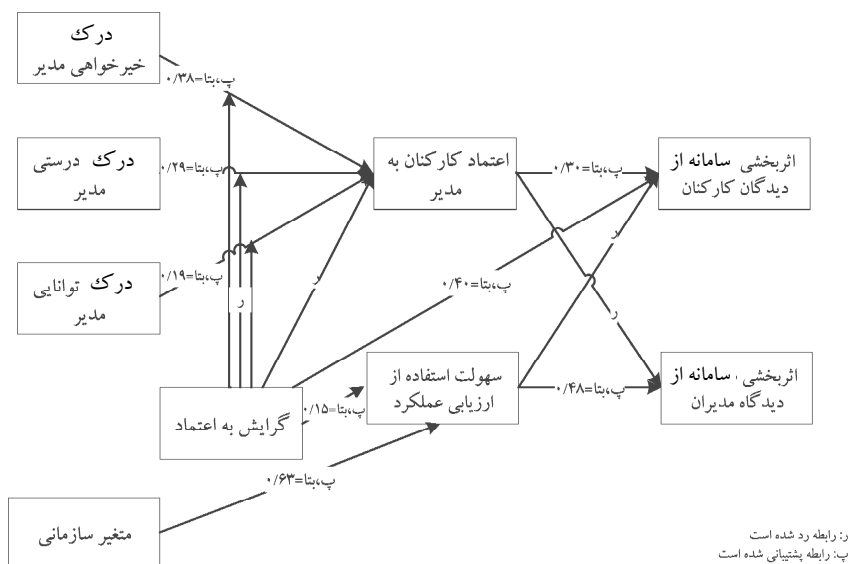 درک
خیرخواهی مدیر
پ،بتا=۰/۳۸
درک درستی
مدیر
پ،بتا=۰/۲۹
اعتماد کارکنان به
مدیر
پ،بتا=۰/۳۰
اثربخشی سامانه از
دیدگان کارکنان
درک توانایی
مدیر
پ،بتا=۰/۱۹
ر
ر
پ،بتا=۰/۴۰
ر
ر
گرایش به اعتماد
پ،بتا=۰/۱۵
سهولت استفاده از
ارزیابی عملکرد
پ،بتا=۰/۴۸
اثربخشی سامانه از
دیدگاه مدیران
پ،بتا=۰/۶۳
متغیر سازمانی
ر: رابطه رد شده است
پ: رابطه پشتیبانی شده است